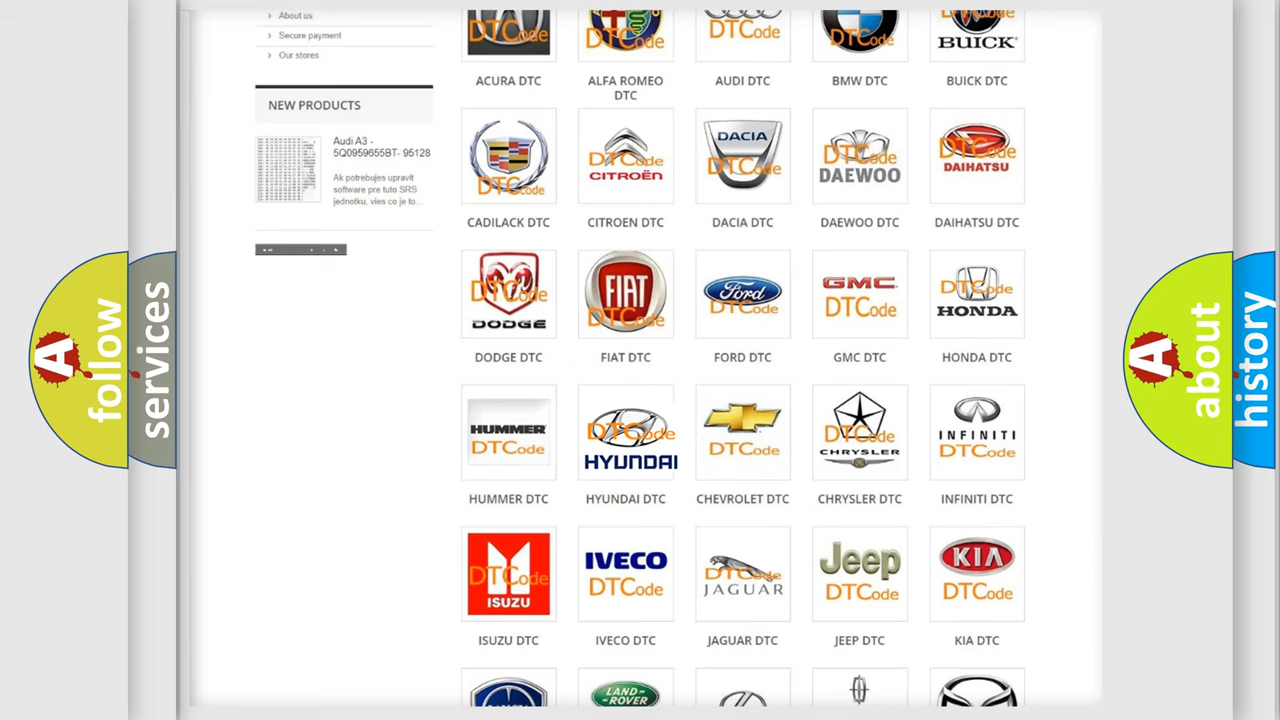 About us
Secure payment
Our stores
NEW PRODUCTS
Audi A3 -
5Q0959655BT- 95128
Ak potrebujes upravit
software pre tuto SRS
jednotku, vies co je to...
DTCode DTCode DTCode DTCode BUICK
ACURA DTC ALFA ROMEO DTC AUDI DTC BMW DTC BUICK DTC
DTCode
DTCode CITROËN
DACIA DTCode
DTCode DAEWOO
DTCode DAIHATSU
CADILACK DTC CITROEN DTC DACIA DTC DAEWOO DTC DAIHATSU DTC
DTCode DODGE
FIAT DTCode
Ford DTCode
GMC DTCode
DTCode HONDA
DODGE DTC FIAT DTC FORD DTC GMC DTC HONDA DTC
HUMMER DTCode
DTCode HYUNDAI
DTCode
DTCode CHRYSLER
INFINITI DTCode
HUMMER DTC HYUNDAI DTC CHEVROLET DTC CHRYSLER DTC INFINITI DTC
DTCode ISUZU
IVECO DTCode
DTCode JAGUAR
Jeep DTCode
KIA DTCode
ISUZU DTC IVECO DTC JAGUAR DTC JEEP DTC KIA DTC
LAND-
ROVER
A follow
services
A about
history